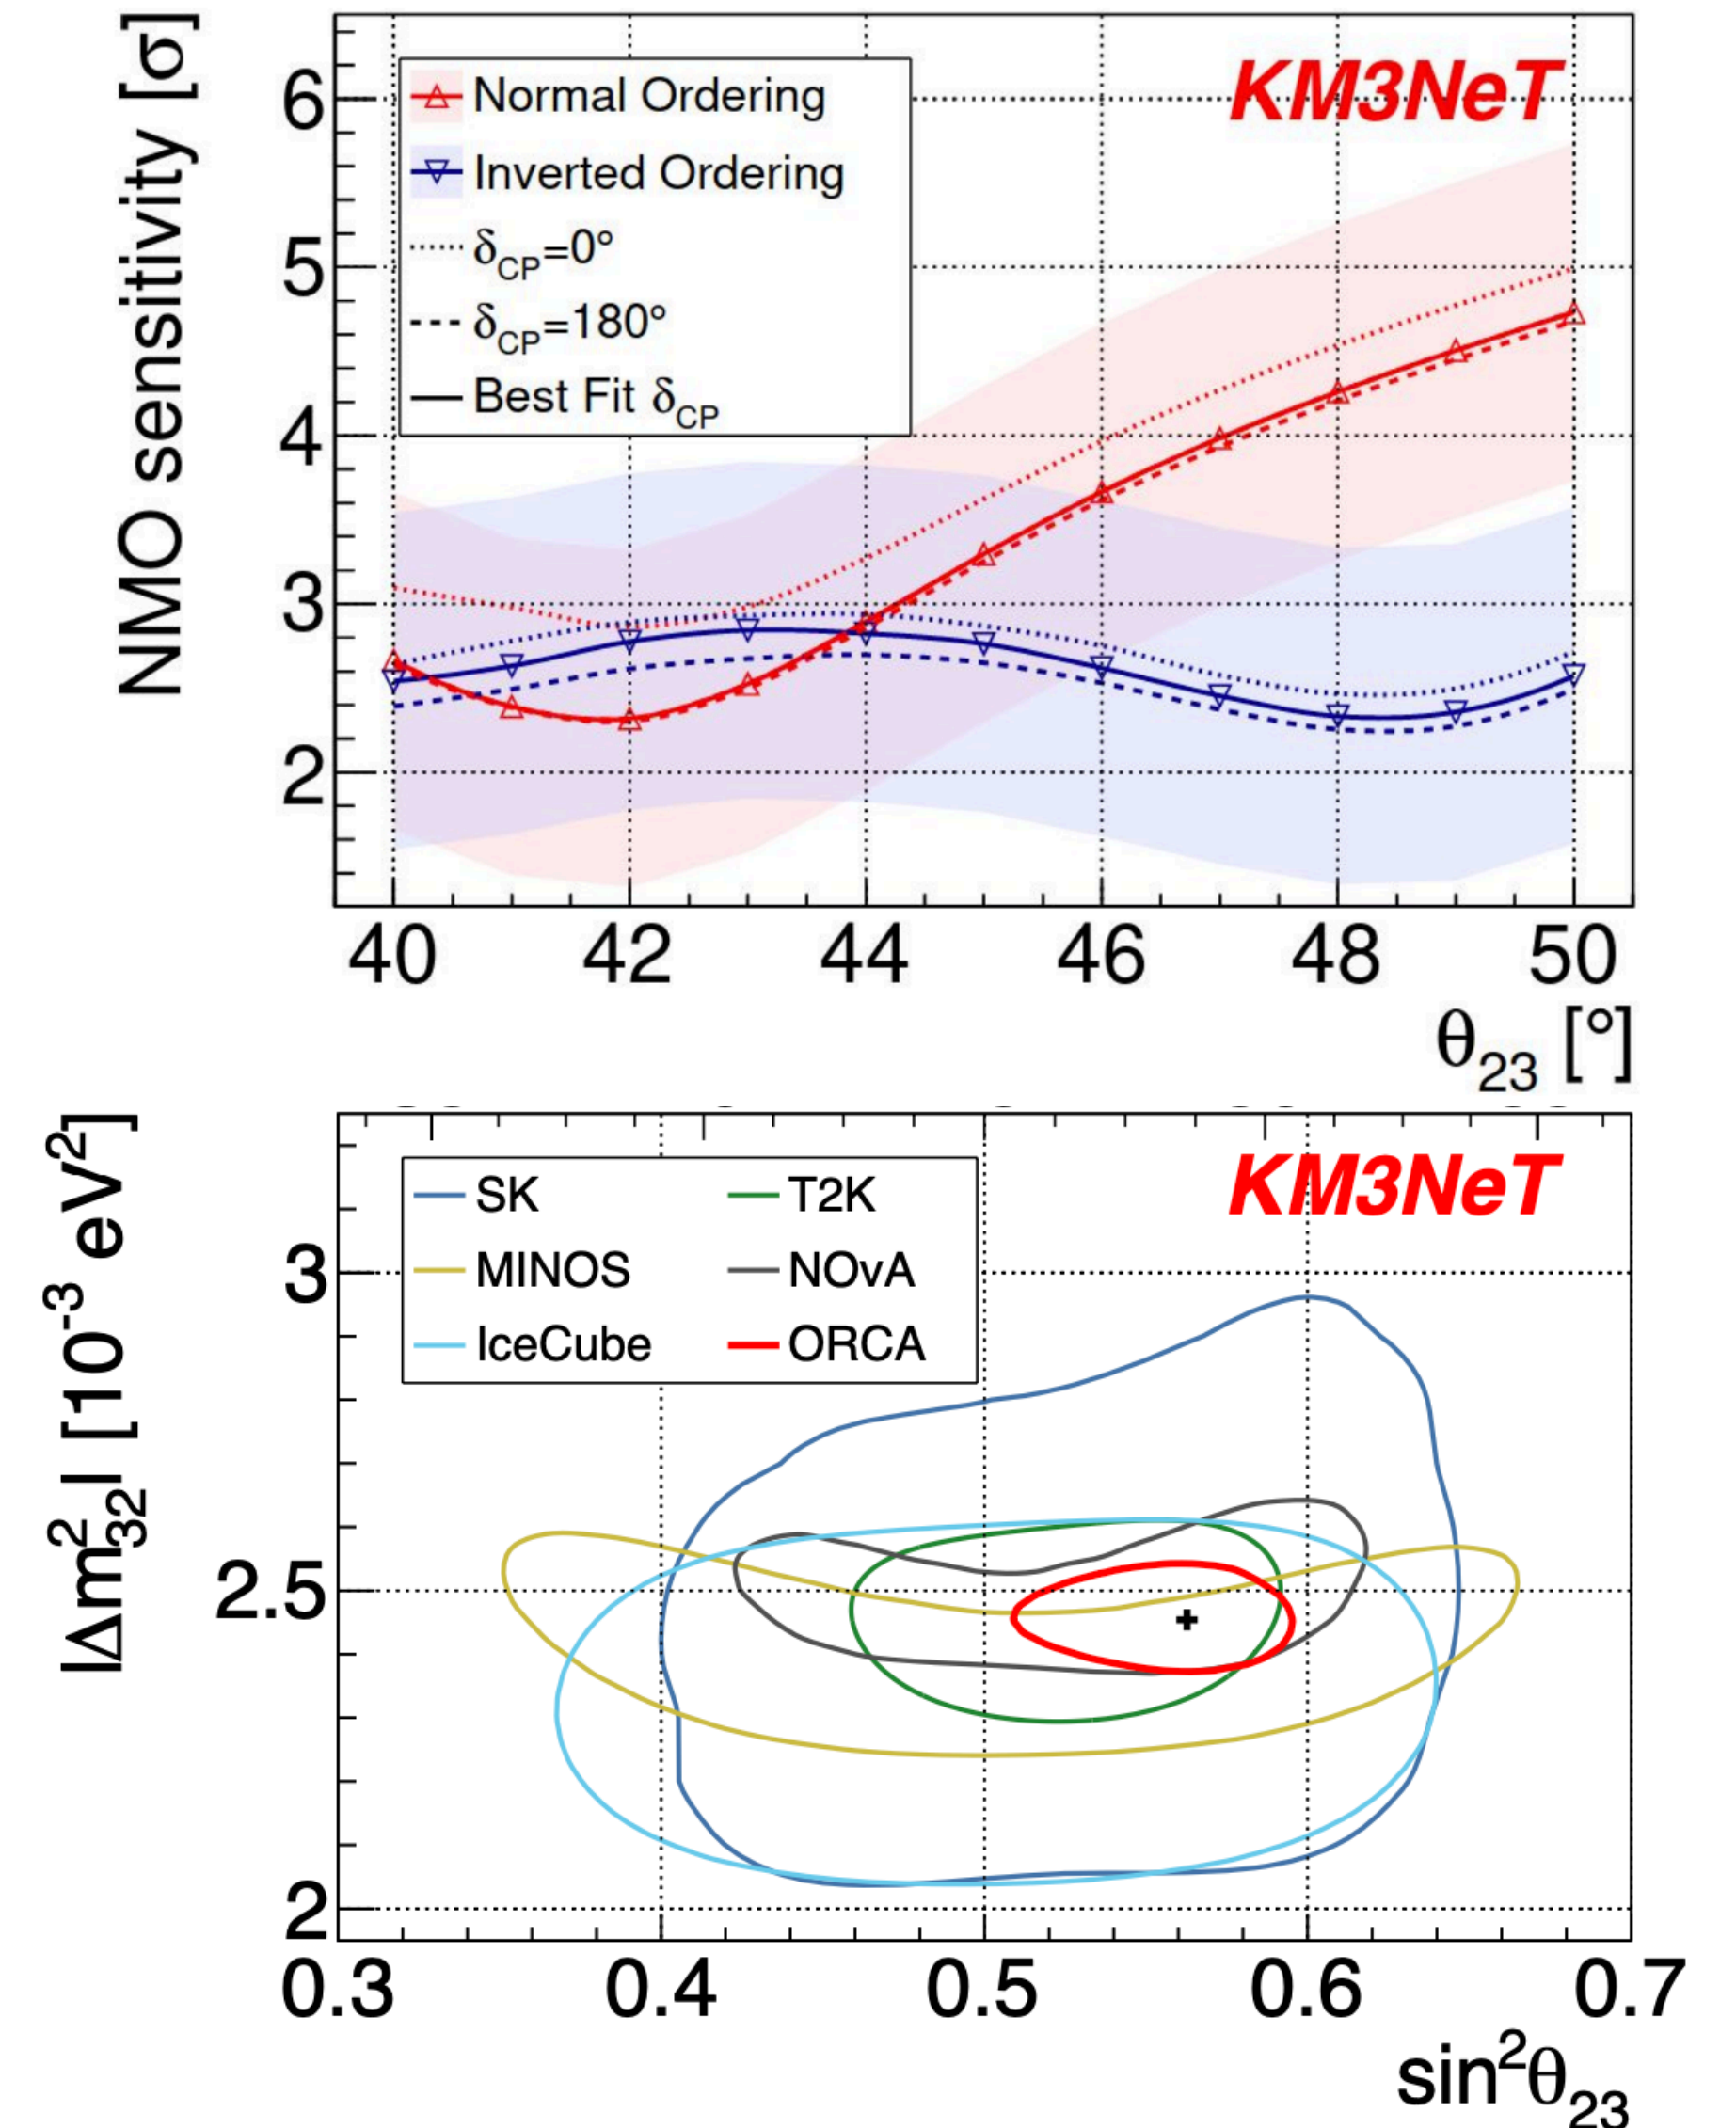 NMO sensitivity [σ]
KM3NeT
6
5
4
3
2
Normal Ordering
Inverted Ordering
δCP=0°
δCP=180°
Best Fit δCP
40 42 44 46 48 50
θ23 [°]
|Δm²32| [10⁻³ eV²]
KM3NeT
SK T2K
MINOS NOvA
IceCube ORCA
3
2.5
2
0.3 0.4 0.5 0.6 0.7
sin²θ23